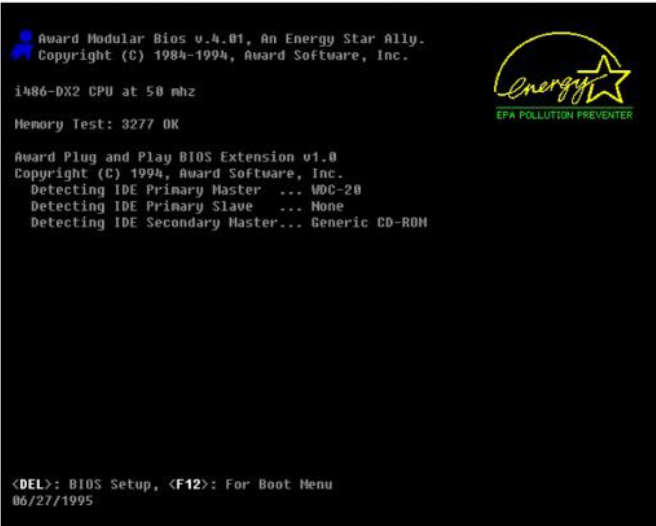 Award Modular Bios v.4.01, An Energy Star Ally.
Copyright (C) 1984-1994, Award Software, Inc.
energy
EPA POLLUTION PREVENTER
i486-DX2 CPU at 50 mhz
Memory Test: 3277 OK
Award Plug and Play BIOS Extension v1.0
Copyright (C) 1994, Award Software, Inc.
Detecting IDE Primary Master ... WDC-20
Detecting IDE Primary Slave ... None
Detecting IDE Secondary Master... Generic CD-ROM
<DEL>: BIOS Setup, <F12>: For Boot Menu
06/27/1995